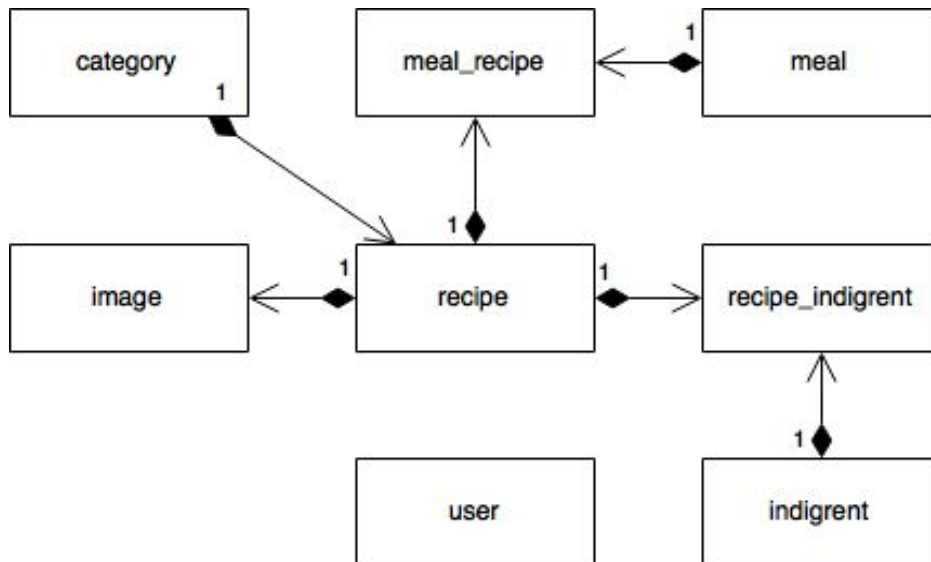 category
meal_recipe
meal
1
1
1
image
recipe
recipe_indigrent
1
1
1
user
indigrent